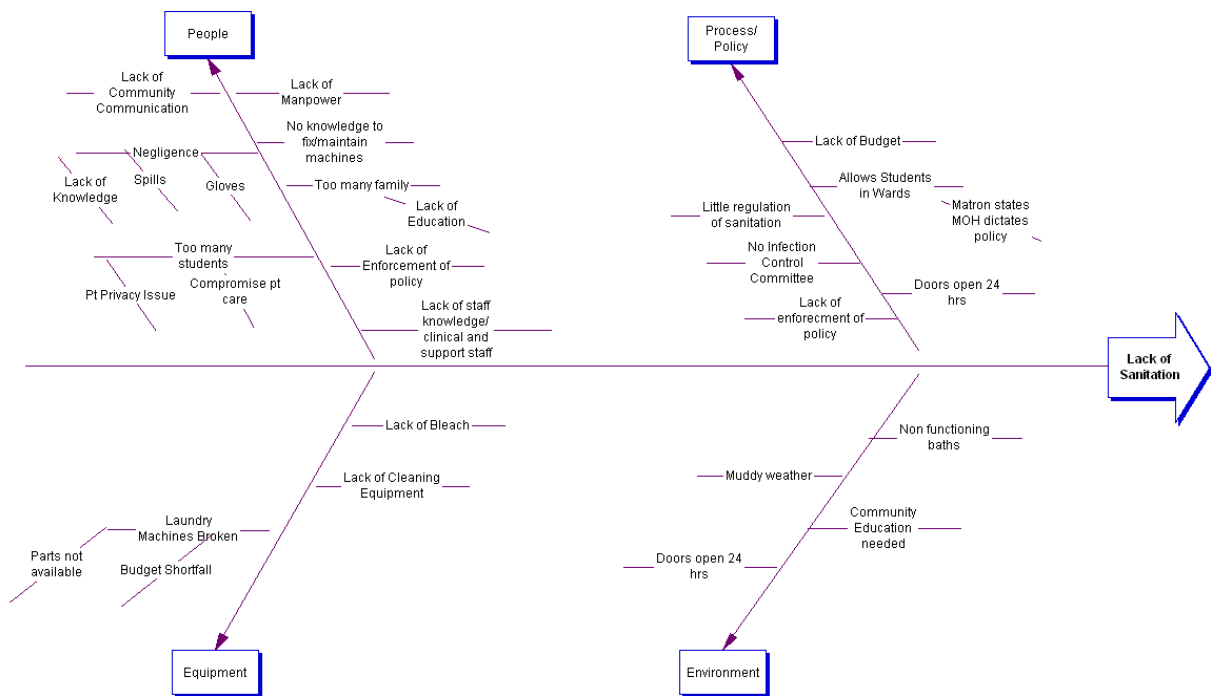 People
Process/
Policy
Lack of
Community
Communication
Lack of
Manpower
No knowledge to
fix/maintain
machines
Negligence
Lack of
Knowledge
Spills
Gloves
Too many family
Lack of
Education
Too many
students
Pt Privacy Issue
Compromise pt
care
Lack of
Enforcement of
policy
Lack of staff
knowledge/
clinical and
support staff
Lack of Budget
Allows Students
in Wards
Matron states
MOH dictates
policy
Little regulation
of sanitation
No Infection
Control
Committee
Doors open 24
hrs
Lack of
enforecment of
policy
Lack of
Sanitation
Lack of Bleach
Lack of Cleaning
Equipment
Laundry
Machines Broken
Parts not
available
Budget Shortfall
Non functioning
baths
Muddy weather
Community
Education
needed
Doors open 24
hrs
Equipment
Environment